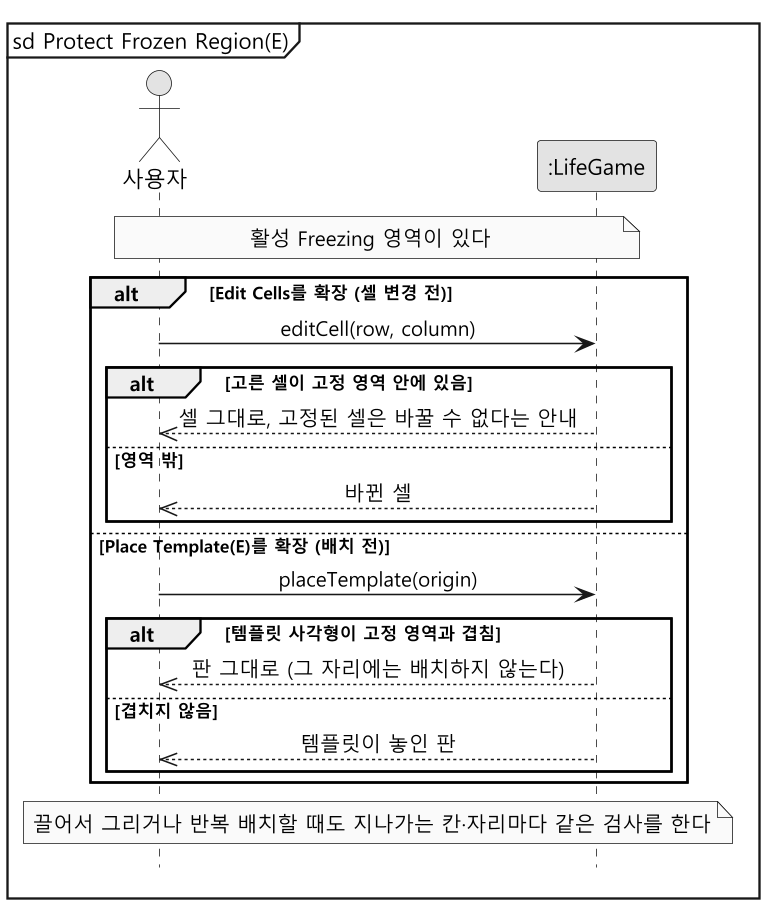 sd Protect Frozen Region(E)
사용자
:LifeGame
활성 Freezing 영역이 있다
alt [Edit Cells를 확장 (셀 변경 전)]
editCell(row, column)
alt [고른 셀이 고정 영역 안에 있음]
셀 그대로, 고정된 셀은 바꿀 수 없다는 안내
[영역 밖]
바뀐 셀
[Place Template(E)를 확장 (배치 전)]
placeTemplate(origin)
alt [템플릿 사각형이 고정 영역과 겹침]
판 그대로 (그 자리에는 배치하지 않는다)
[겹치지 않음]
템플릿이 놓인 판
끌어서 그리거나 반복 배치할 때도 지나가는 칸·자리마다 같은 검사를 한다